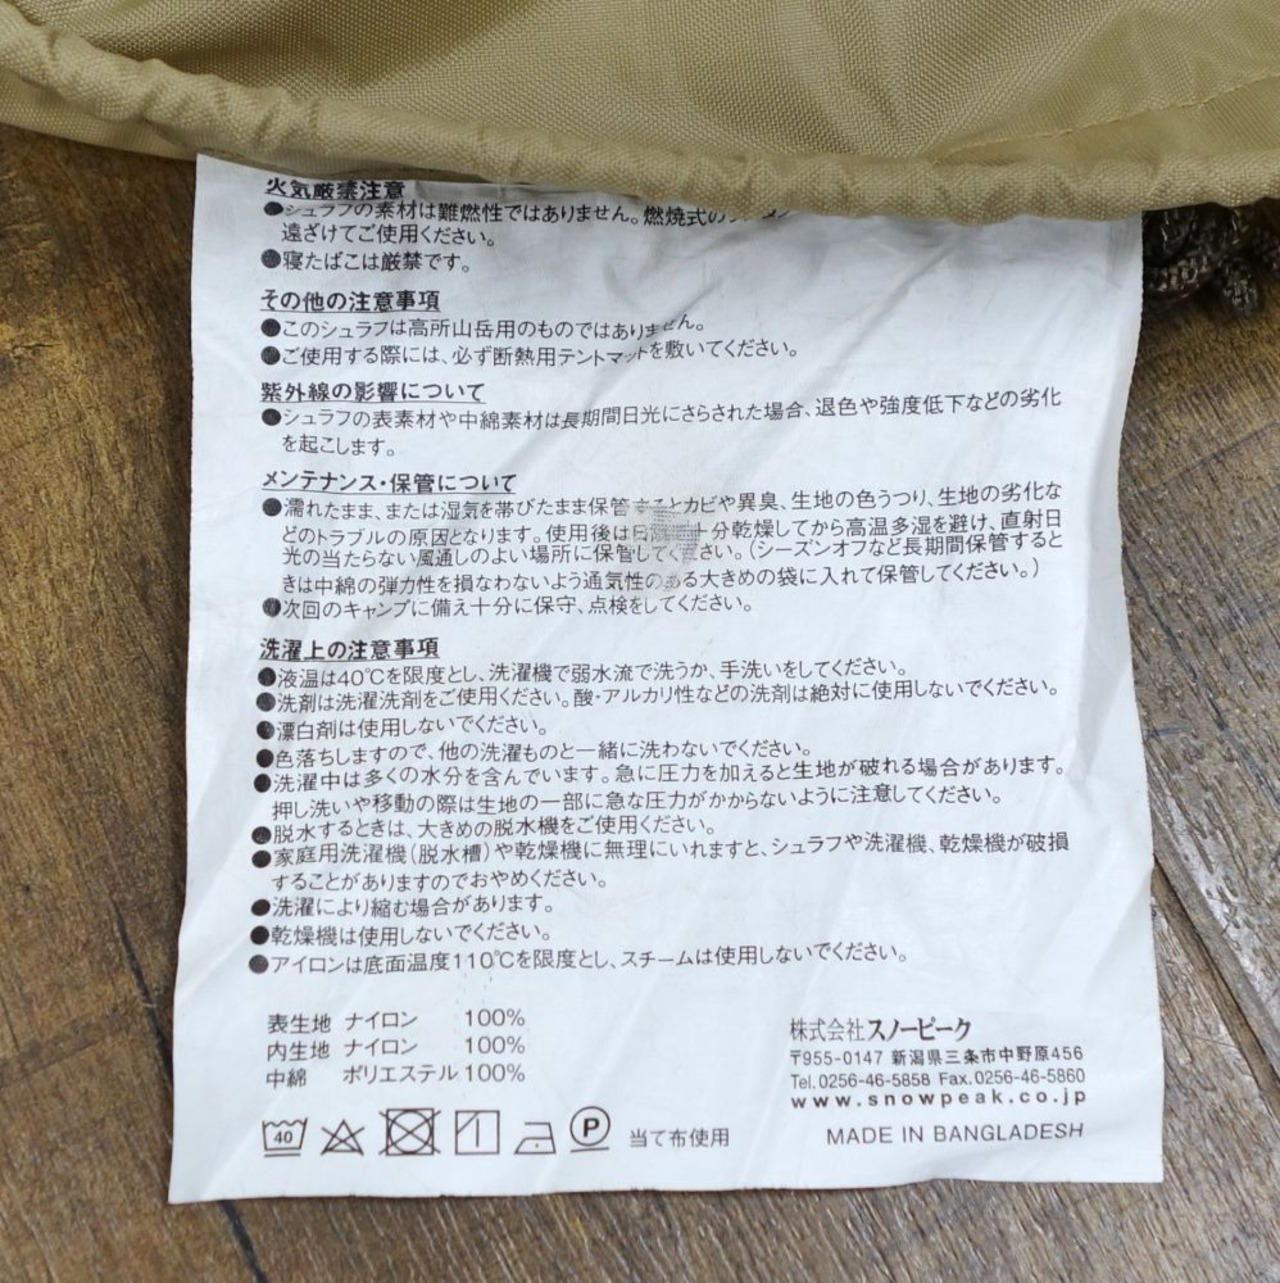 火気厳禁注意
●シュラフの素材は難燃性ではありません。燃焼式の
遠ざけてご使用ください。
●寝たばこは厳禁です。
その他の注意事項
●このシュラフは高所山岳用のものではありません。
●ご使用する際には、必ず断熱用テントマットを敷いてください。
紫外線の影響について
●シュラフの表素材や中綿素材は長期間日光にさらされた場合、退色や強度低下などの劣化
を起こします。
メンテナンス・保管について
●濡れたまま、または湿気を帯びたまま保管するとカビや異臭、生地の色うつり、生地の劣化な
どのトラブルの原因となります。使用後は 十分乾燥してから高温多湿を避け、直射日
光の当たらない風通しのよい場所に保管してください。(シーズンオフなど長期間保管すると
きは中綿の弾力性を損なわないよう通気性のある大きめの袋に入れて保管してください。)
●次回のキャンプに備え十分に保守、点検をしてください。
洗濯上の注意事項
●液温は40℃を限度とし、洗濯機で弱水流で洗うか、手洗いをしてください。
●洗剤は洗濯洗剤をご使用ください。酸・アルカリ性などの洗剤は絶対に使用しないでください。
●漂白剤は使用しないでください。
●色落ちしますので、他の洗濯ものと一緒に洗わないでください。
●洗濯中は多くの水分を含んでいます。急に圧力を加えると生地が破れる場合があります。
押し洗いや移動の際は生地の一部に急な圧力がかからないように注意してください。
●脱水するときは、大きめの脱水機をご使用ください。
●家庭用洗濯機(脱水槽)や乾燥機に無理にいれますと、シュラフや洗濯機、乾燥機が破損
することがありますのでおやめください。
●洗濯により縮む場合があります。
●乾燥機は使用しないでください。
●アイロンは底面温度110℃を限度とし、スチームは使用しないでください。
表生地 ナイロン 100%
内生地 ナイロン 100%
中綿 ポリエステル 100%
40 P 当て布使用
株式会社スノーピーク
〒955-0147 新潟県三条市中野原456
Tel.0256-46-5858 Fax.0256-46-5860
www.snowpeak.co.jp
MADE IN BANGLADESH